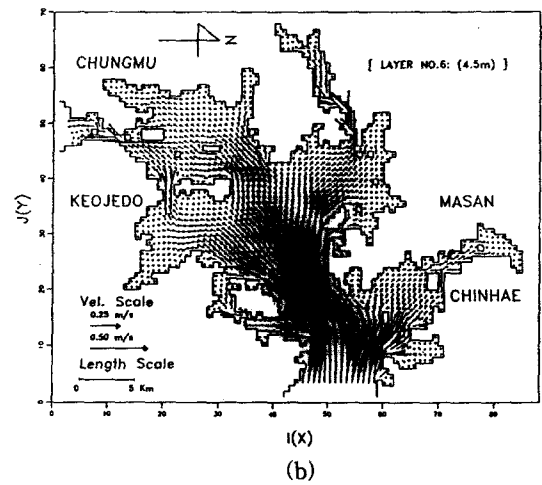 N
CHUNGMU
[ LAYER NO.6: (4.5m) ]
KEOJEDO
MASAN
CHINHAE
J(Y)
Vel. Scale
0.25 m/s
0.50 m/s
Length Scale
0 5 Km
0 10 20 30 40 50 60 70 80
I(X)
(b)